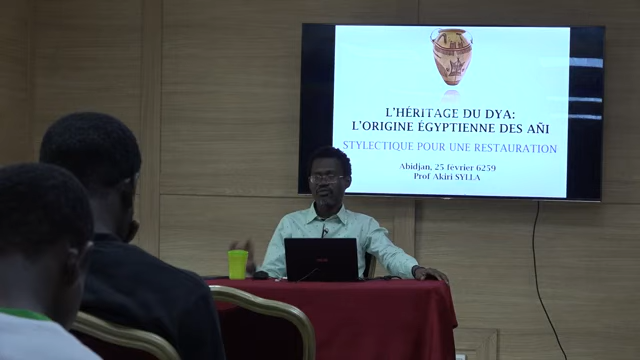 L'HÉRITAGE DU DYA:
L'ORIGINE ÉGYPTIENNE DES AÑI
STYLECTIQUE POUR UNE RESTAURATION
Abidjan, 25 février 6259
Prof Akiri SYLLA